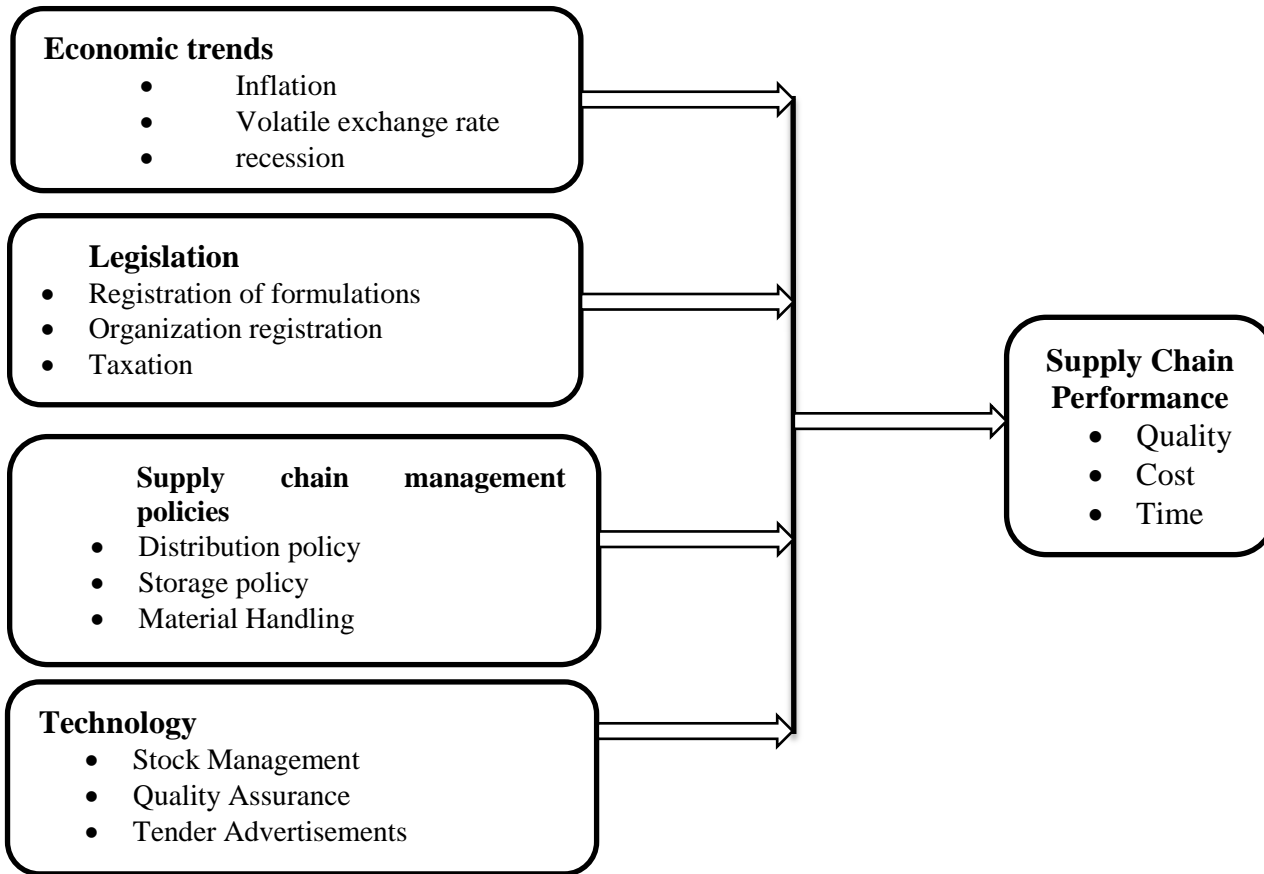 Economic trends
• Inflation
• Volatile exchange rate
• recession
Legislation
• Registration of formulations
• Organization registration
• Taxation
Supply chain management
policies
• Distribution policy
• Storage policy
• Material Handling
Technology
• Stock Management
• Quality Assurance
• Tender Advertisements
Supply Chain
Performance
• Quality
• Cost
• Time